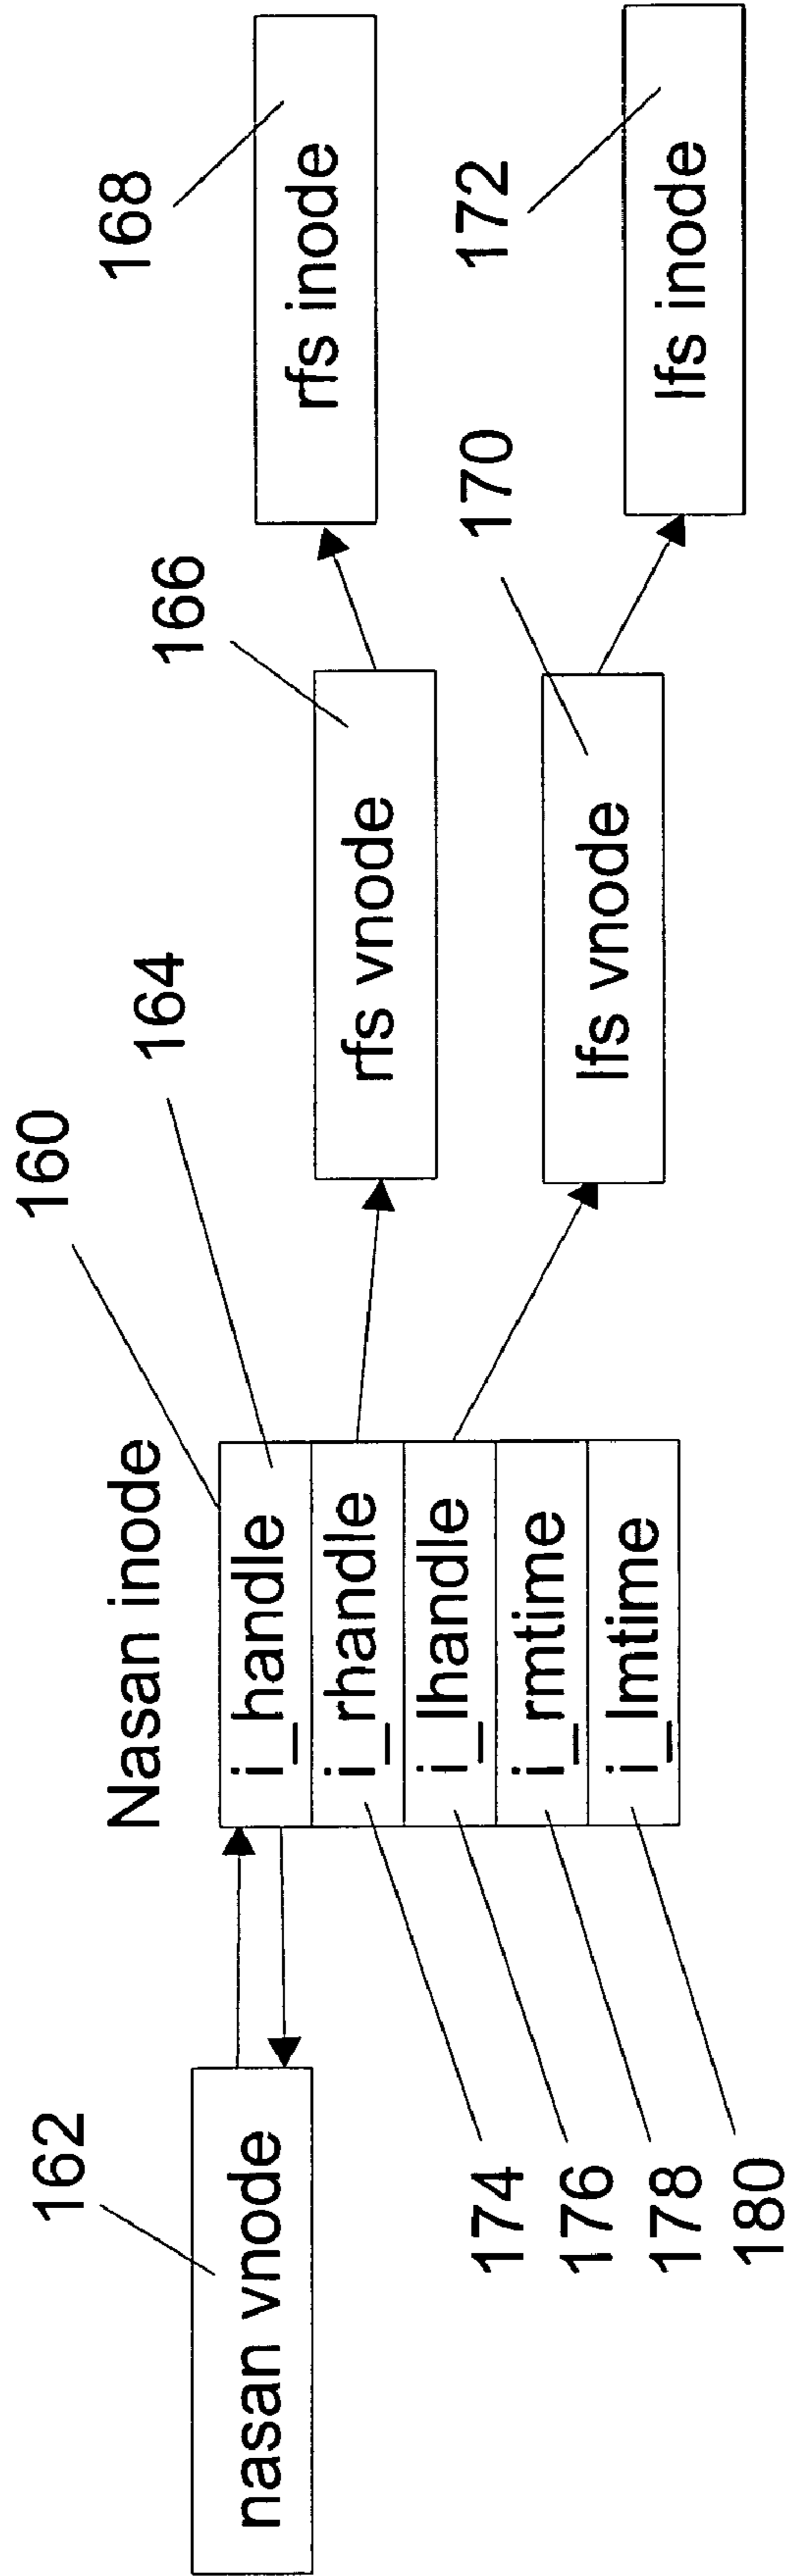 160
164
166
168
162
Nasan inode
nasan vnode
i_handle
i_rhandle
i_lhandle
i_rmtime
i_lmtime
rfs vnode
rfs inode
170
172
lfs vnode
lfs inode
174
176
178
180